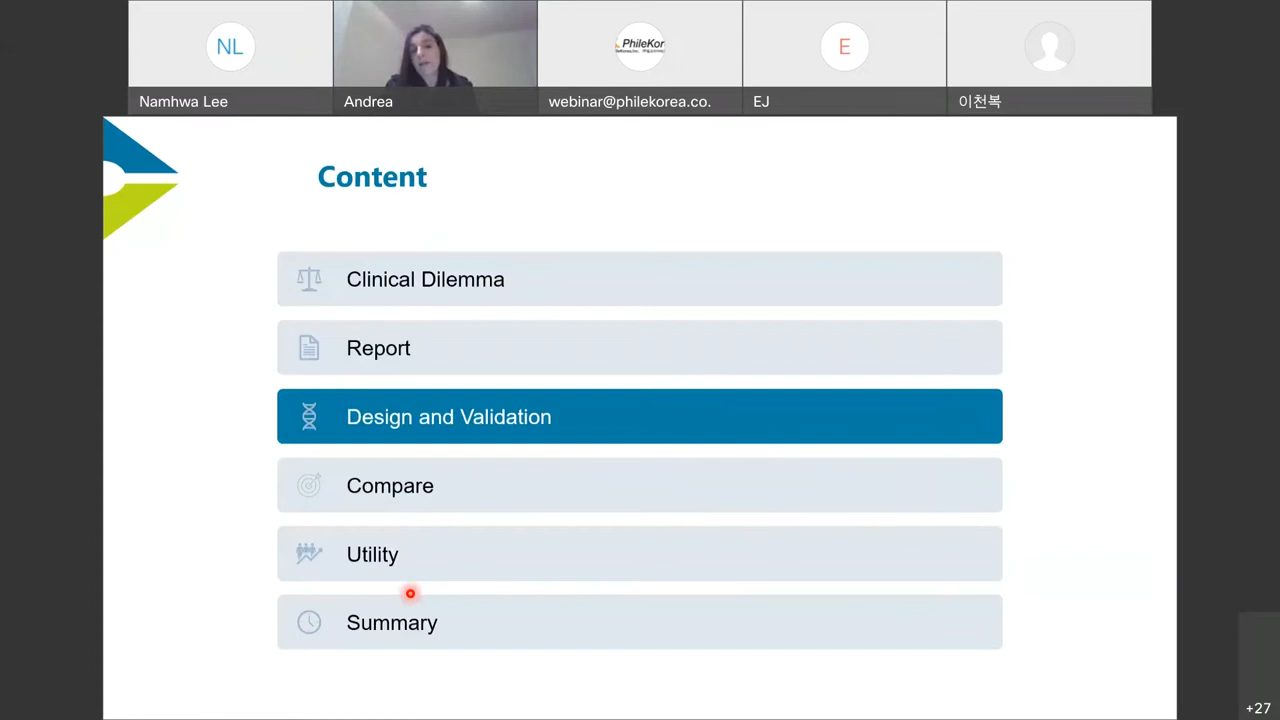 NL
PhileKor
E
Namhwa Lee
Andrea
webinar@philekorea.co.
EJ
이천복
Content
Clinical Dilemma
Report
Design and Validation
Compare
Utility
Summary
+27